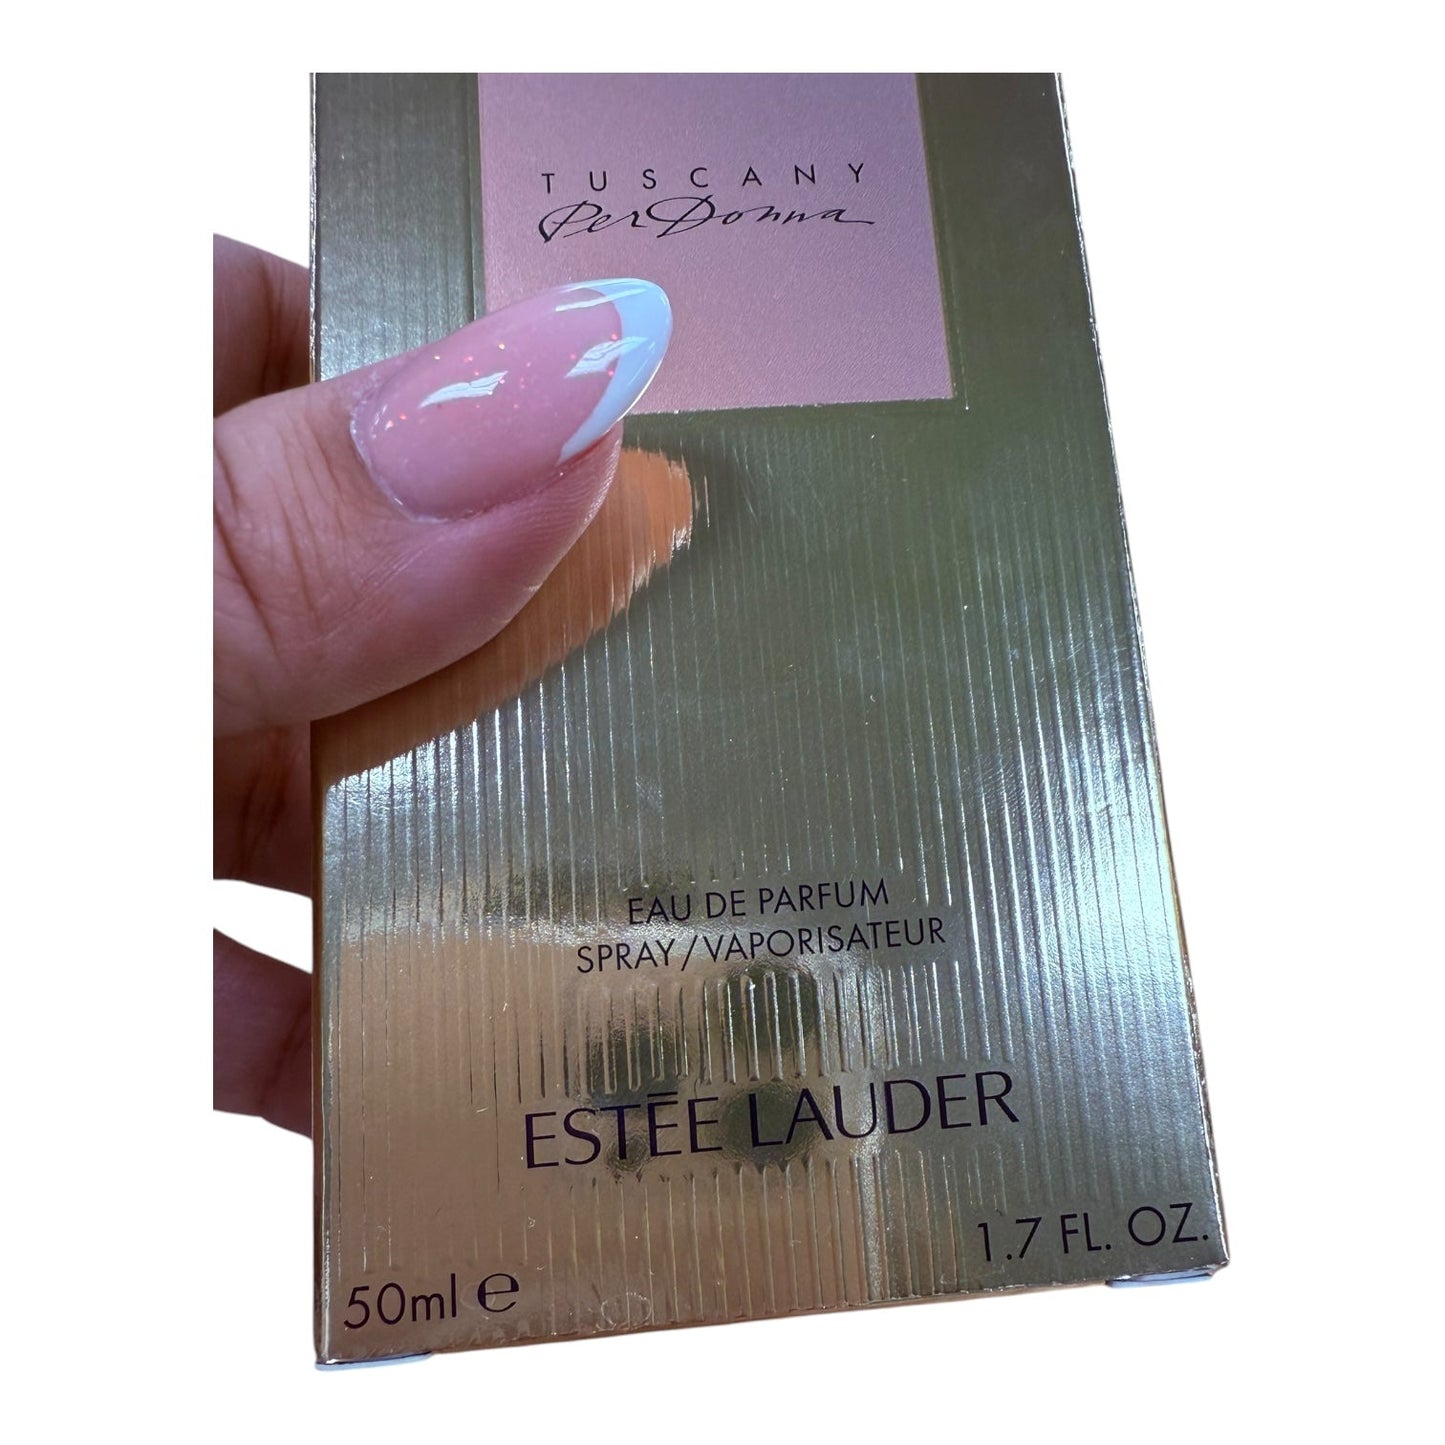 TUSCANY
Per Donna
EAU DE PARFUM
SPRAY/VAPORISATEUR
ESTĒE LAUDER
50ml ℮ 1.7 FL. OZ.